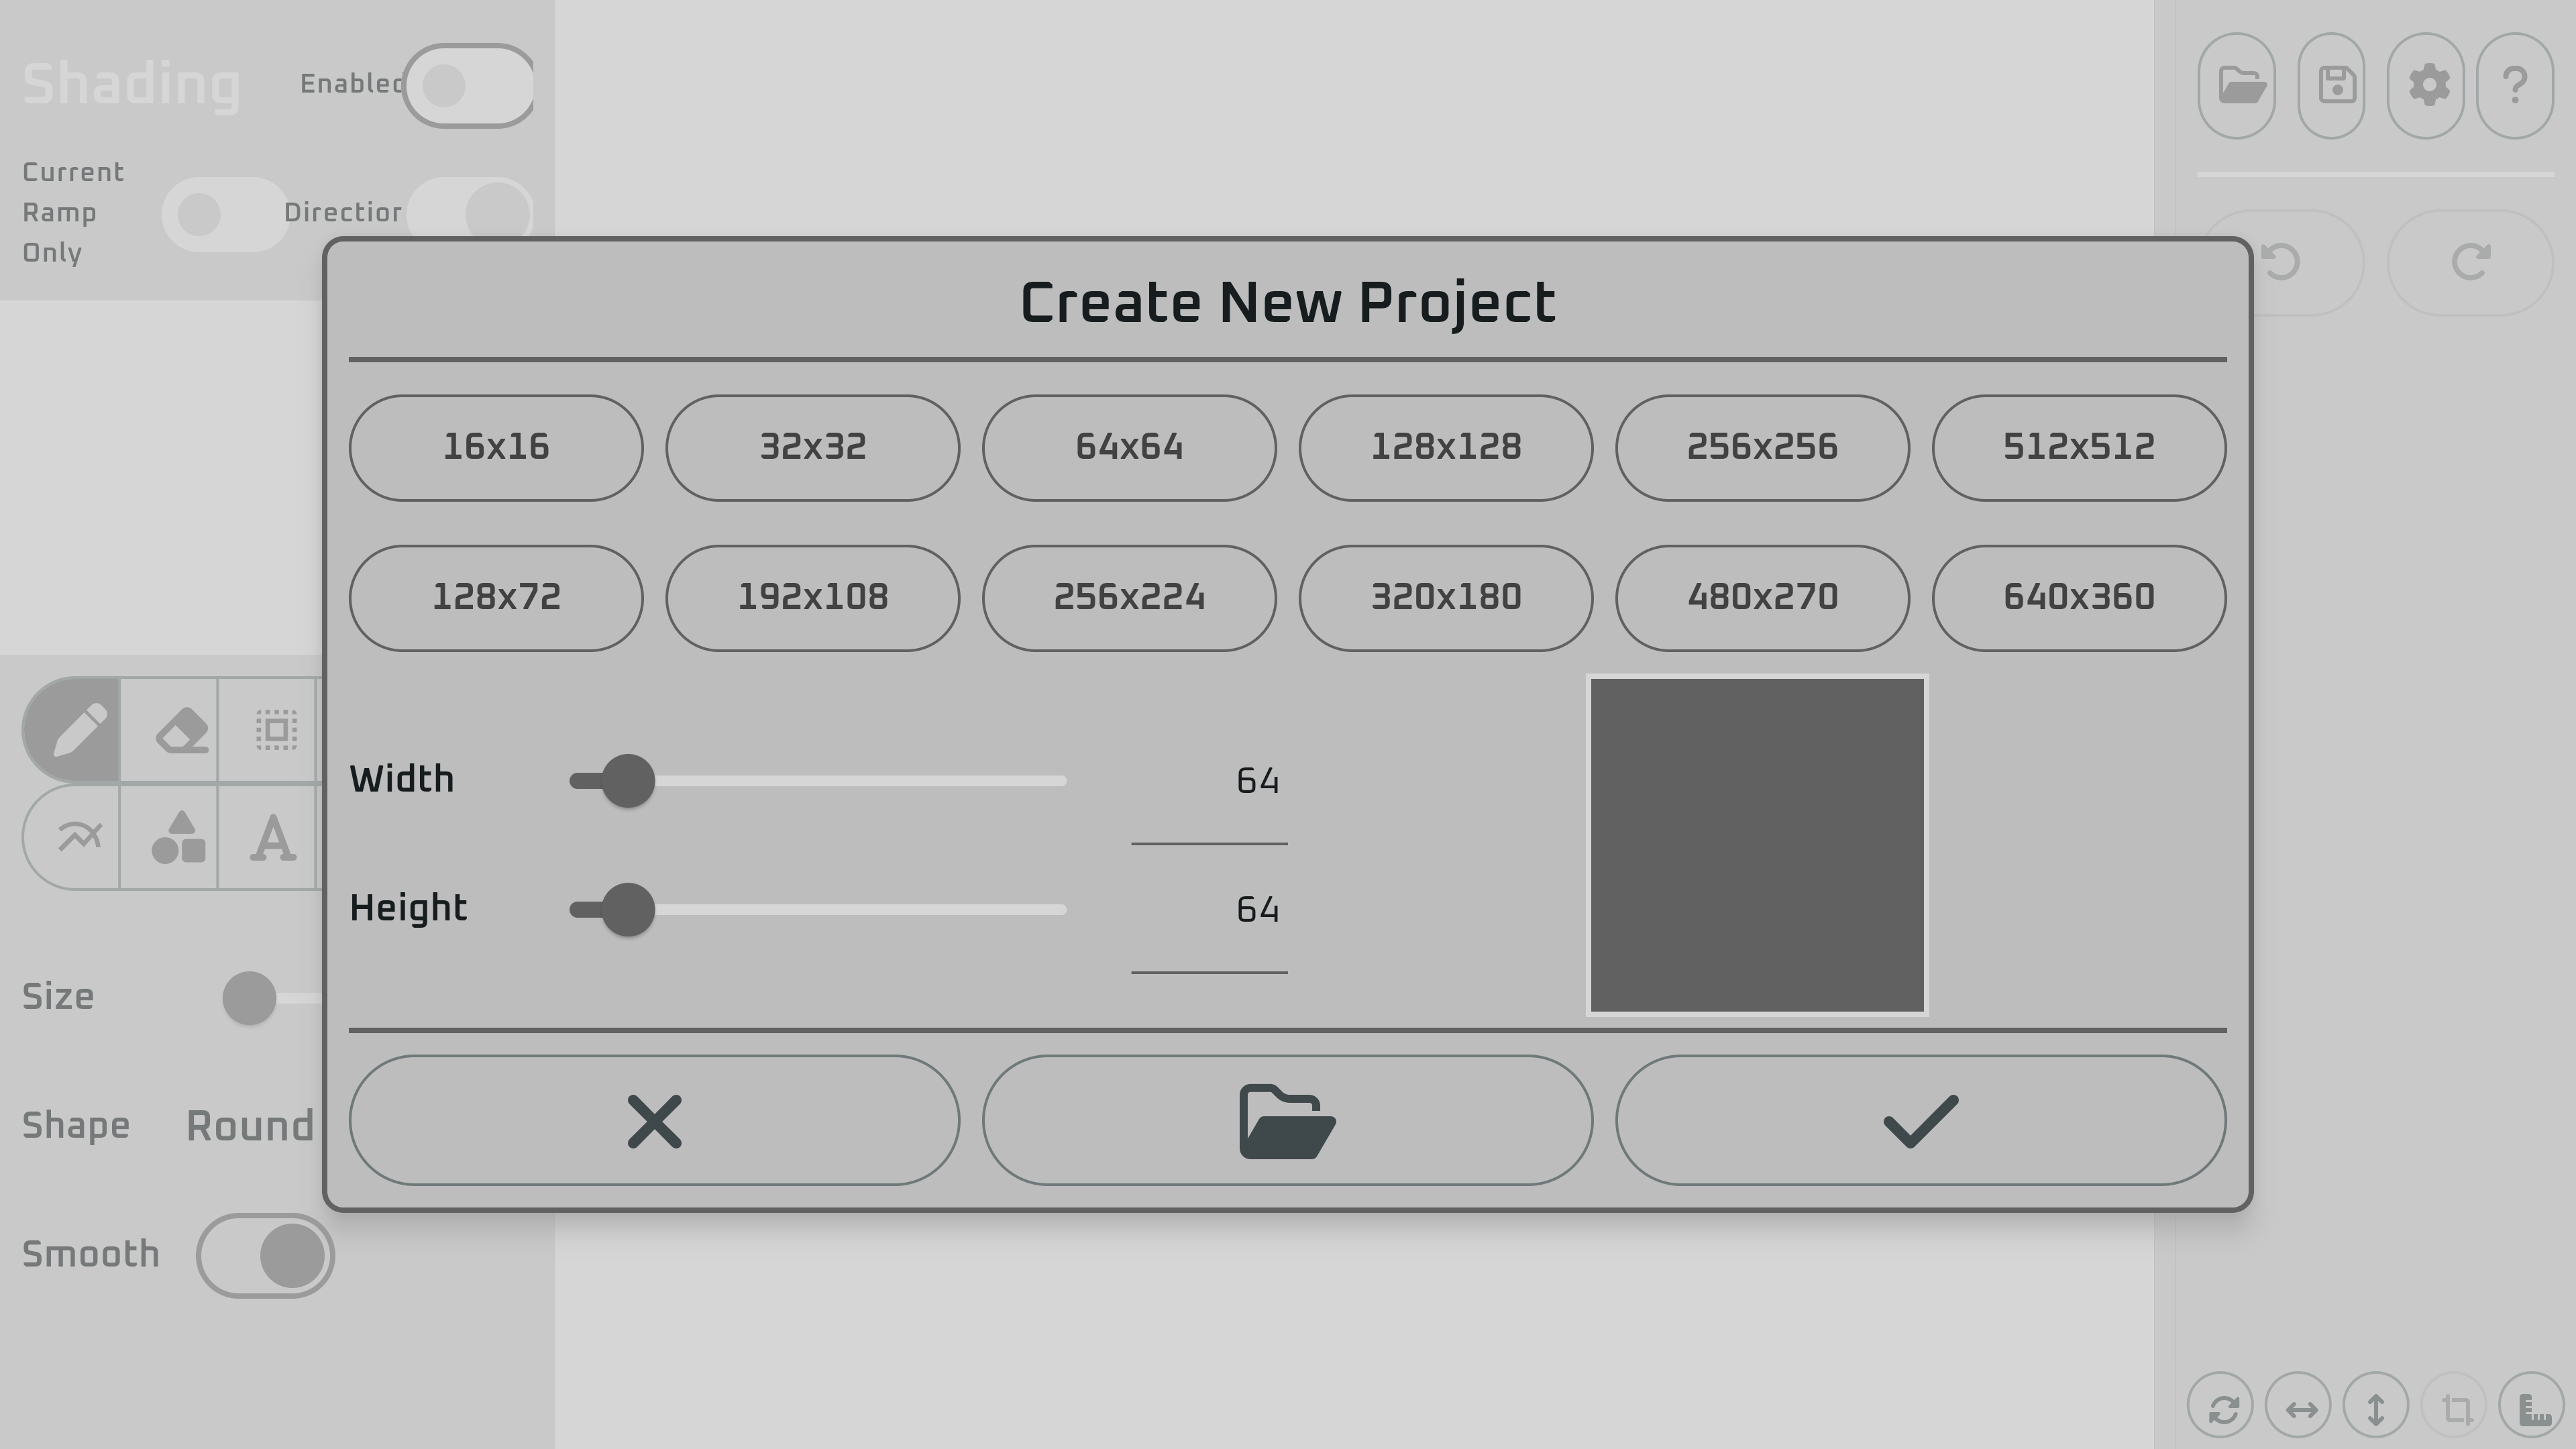 Shading
Enabled
Current
Ramp
Only
Direction
Create New Project
16x16
32x32
64x64
128x128
256x256
512x512
128x72
192x108
256x224
320x180
480x270
640x360
Width
64
Height
64
Size
Shape
Round
Smooth